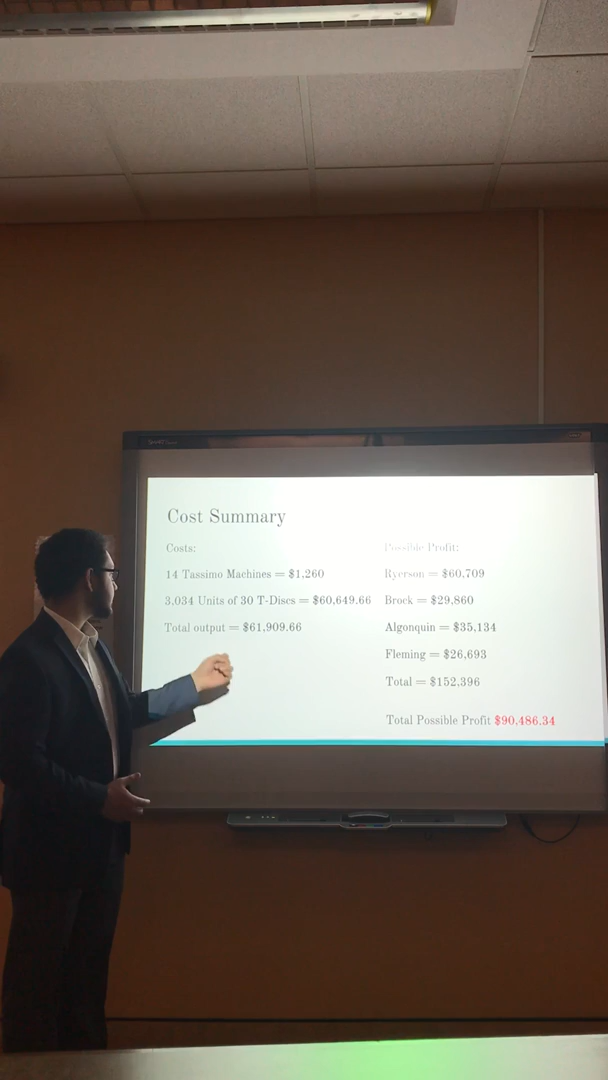 SMART
Cost Summary
Costs:
14 Tassimo Machines = $1,260
3,034 Units of 30 T-Discs = $60,649.66
Total output = $61,909.66
Possible Profit:
Ryerson = $60,709
Brock = $29,860
Algonquin = $35,134
Fleming = $26,693
Total = $152,396
Total Possible Profit $90,486.34